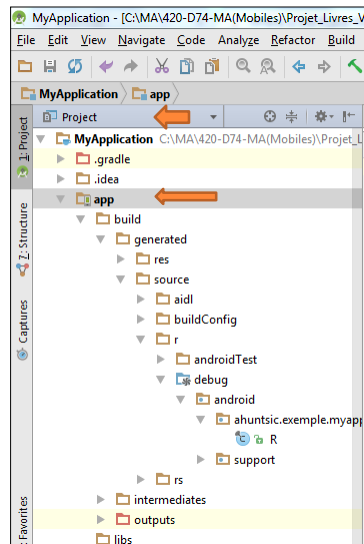 MyApplication - [C:\MA\420-D74-MA(Mobiles)\Projet_Livres_V
File Edit View Navigate Code Analyze Refactor Build
MyApplication app
Project
1: Project
MyApplication C:\MA\420-D74-MA(Mobiles)\Projet_L
.gradle
.idea
app
build
generated
res
source
aidl
buildConfig
r
androidTest
debug
android
ahuntsic.exemple.myapp
R
support
rs
intermediates
outputs
libs
7: Structure
Captures
Favorites